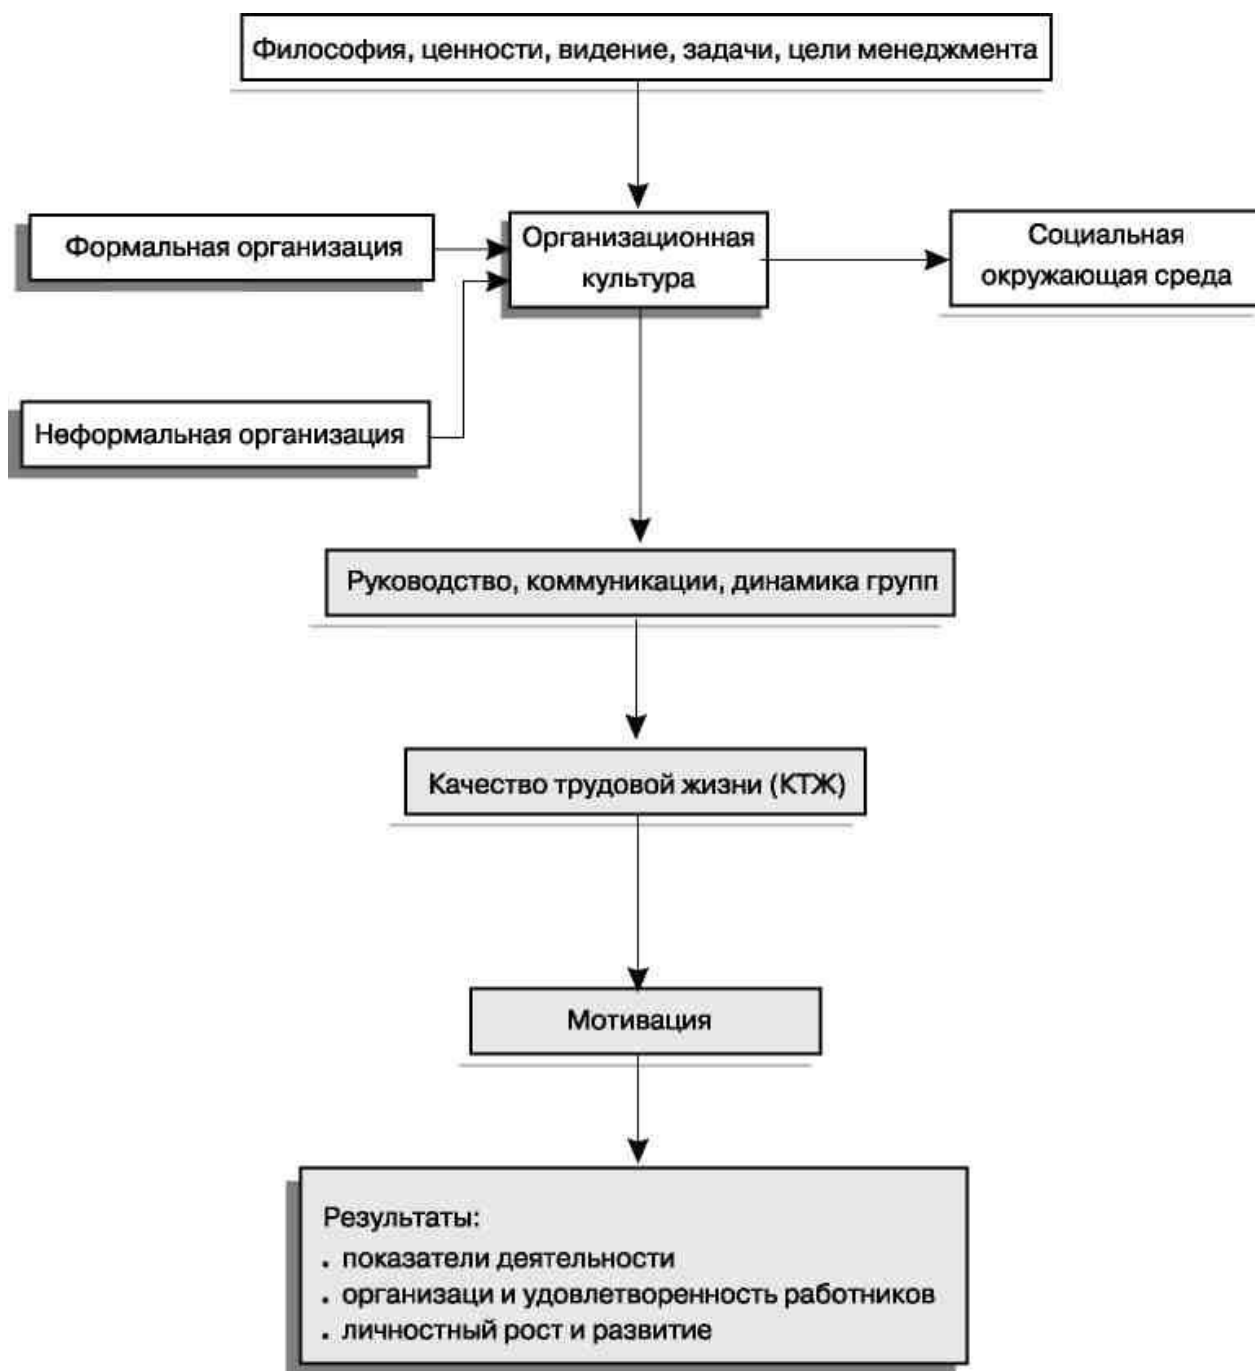 Философия, ценности, видение, задачи, цели менеджмента
Формальная организация
Организационная
культура
Социальная
окружающая среда
Неформальная организация
Руководство, коммуникации, динамика групп
Качество трудовой жизни (КТЖ)
Мотивация
Результаты:
. показатели деятельности
. организаци и удовлетворенность работников
. личностный рост и развитие